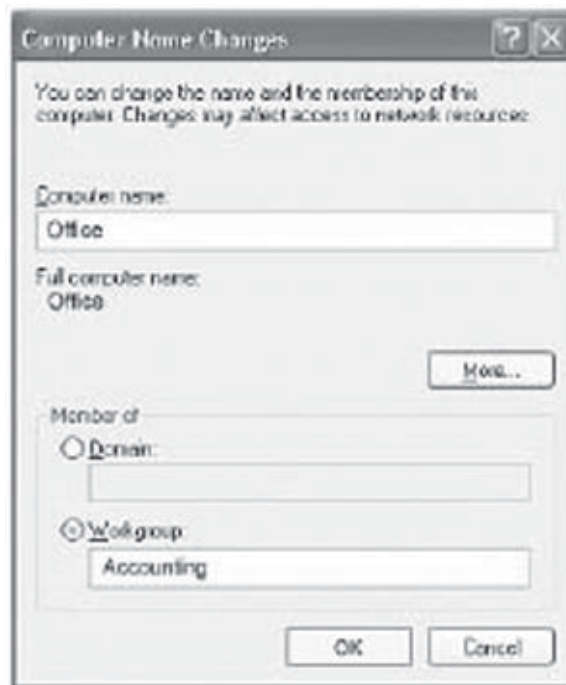 Computer Name Changes
You can change the name and the membership of this
computer. Changes may affect access to network resources.
Computer name:
Office
Full computer name:
Office
More...
Member of
Domain:
Workgroup:
Accounting
OK
Cancel